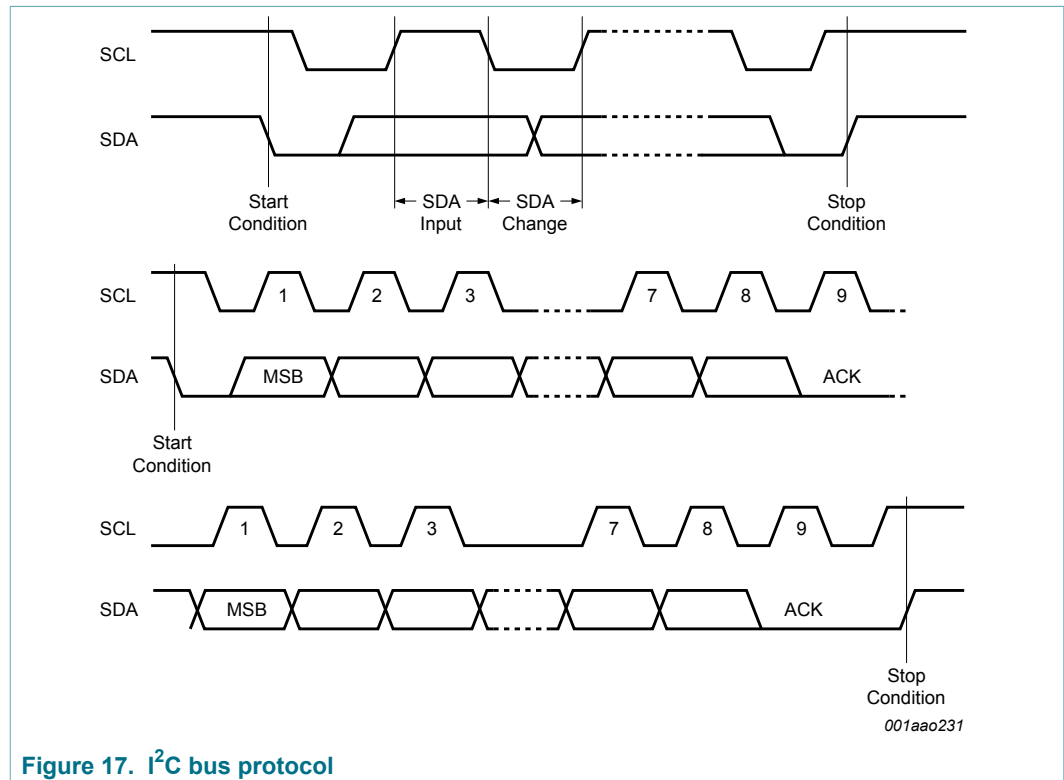 SCL
SDA
Start
Condition
SDA
Input
SDA
Change
Stop
Condition
SCL
1 2 3 7 8 9
SDA
MSB ACK
Start
Condition
SCL
1 2 3 7 8 9
SDA
MSB ACK
Stop
Condition
001aao231
Figure 17. I²C bus protocol